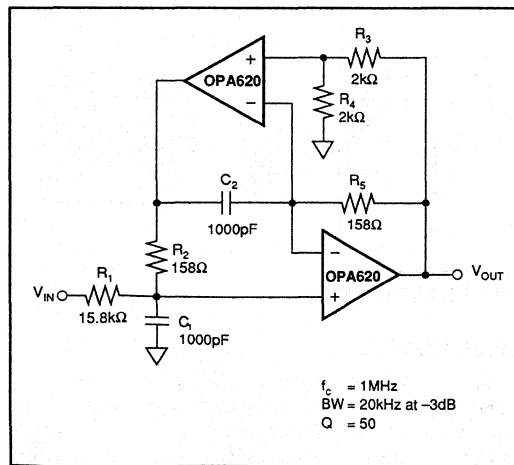 R3
2kΩ
+
OPA620
−
R4
2kΩ
C2
1000pF
R5
158Ω
R2
158Ω
−
OPA620
+
VOUT
VIN
R1
15.8kΩ
C1
1000pF
fc = 1MHz
BW = 20kHz at −3dB
Q = 50